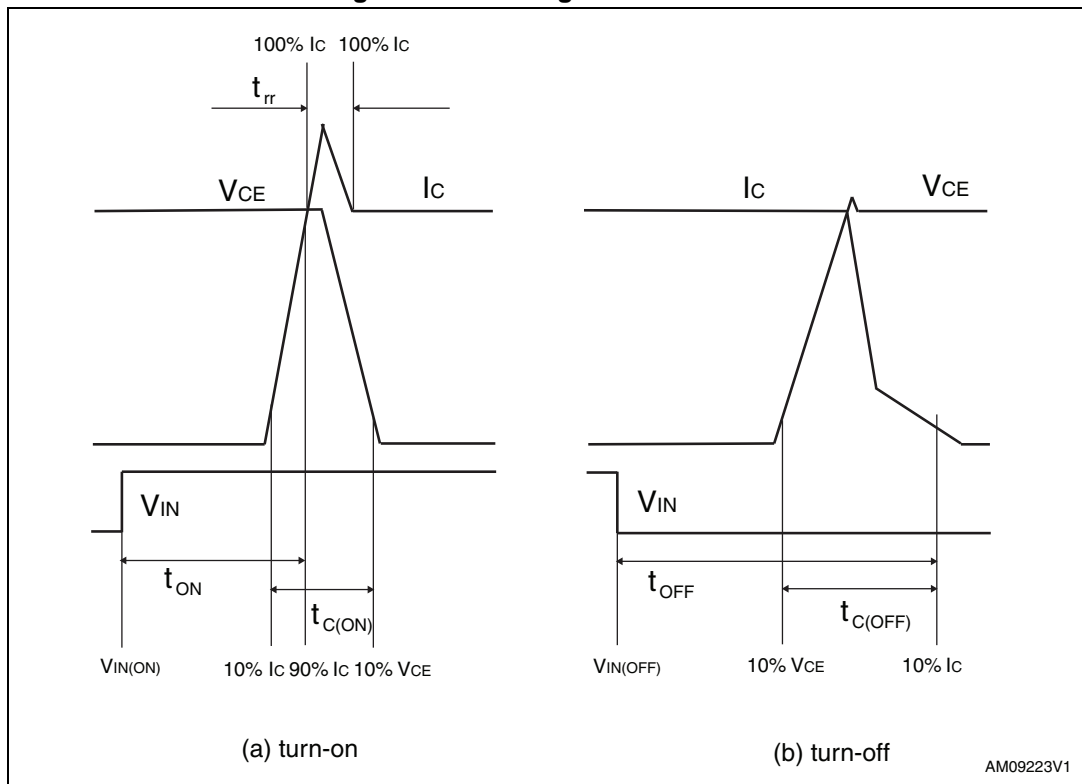 100% IC 100% IC
trr
VCE
IC
VIN
tON
tC(ON)
VIN(ON)
10% IC 90% IC 10% VCE
(a) turn-on
IC
VCE
VIN
tOFF
tC(OFF)
VIN(OFF)
10% VCE
10% IC
(b) turn-off
AM09223V1